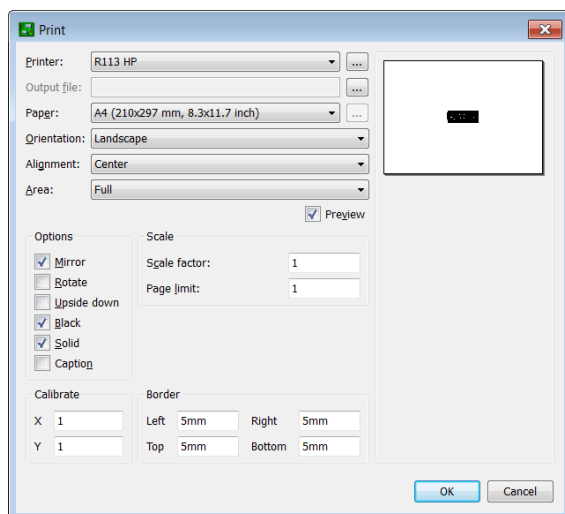 Print
Printer: R113 HP ...
Output file: ...
Paper: A4 (210x297 mm, 8.3x11.7 inch) ...
Orientation: Landscape
Alignment: Center
Area: Full
Preview
Options
Mirror
Rotate
Upside down
Black
Solid
Caption
Scale
Scale factor: 1
Page limit: 1
Calibrate
X 1
Y 1
Border
Left 5mm Right 5mm
Top 5mm Bottom 5mm
OK Cancel